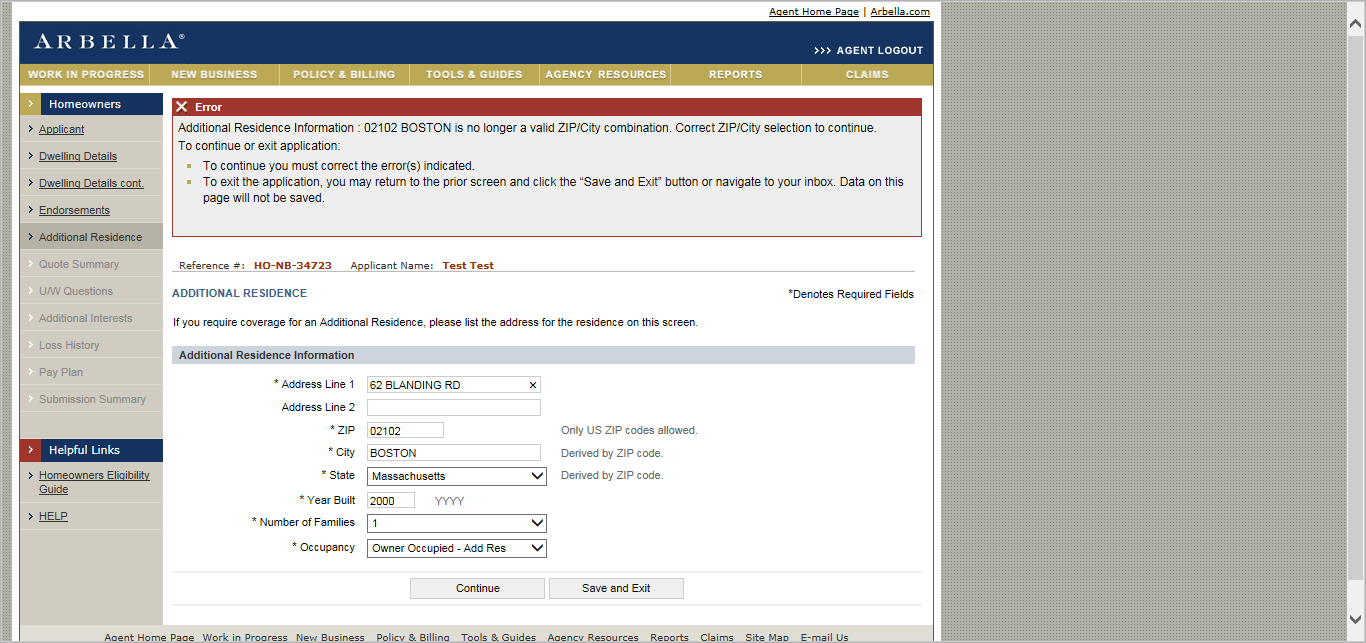 Agent Home Page | Arbella.com
ARBELLA®
>>> AGENT LOGOUT
WORK IN PROGRESS NEW BUSINESS POLICY & BILLING TOOLS & GUIDES AGENCY RESOURCES REPORTS CLAIMS
Homeowners
Applicant
Dwelling Details
Dwelling Details cont.
Endorsements
Additional Residence
Quote Summary
U/W Questions
Additional Interests
Loss History
Pay Plan
Submission Summary
Helpful Links
Homeowners Eligibility
Guide
HELP
Error
Additional Residence Information : 02102 BOSTON is no longer a valid ZIP/City combination. Correct ZIP/City selection to continue.
To continue or exit application:
To continue you must correct the error(s) indicated.
To exit the application, you may return to the prior screen and click the “Save and Exit” button or navigate to your inbox. Data on this
page will not be saved.
Reference #: HO-NB-34723 Applicant Name: Test Test
ADDITIONAL RESIDENCE
*Denotes Required Fields
If you require coverage for an Additional Residence, please list the address for the residence on this screen.
Additional Residence Information
* Address Line 1 62 BLANDING RD ×
Address Line 2
* ZIP 02102 Only US ZIP codes allowed.
* City BOSTON Derived by ZIP code.
* State Massachusetts Derived by ZIP code.
* Year Built 2000 YYYY
* Number of Families 1
* Occupancy Owner Occupied - Add Res
Continue Save and Exit
Agent Home Page Work in Progress New Business Policy & Billing Tools & Guides Agency Resources Reports Claims Site Map E-mail Us